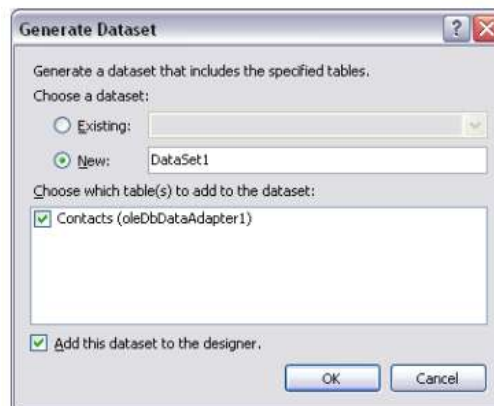 Generate Dataset
Generate a dataset that includes the specified tables.
Choose a dataset:
Existing:
New: DataSet1
Choose which table(s) to add to the dataset:
Contacts (oleDbDataAdapter1)
Add this dataset to the designer.
OK Cancel